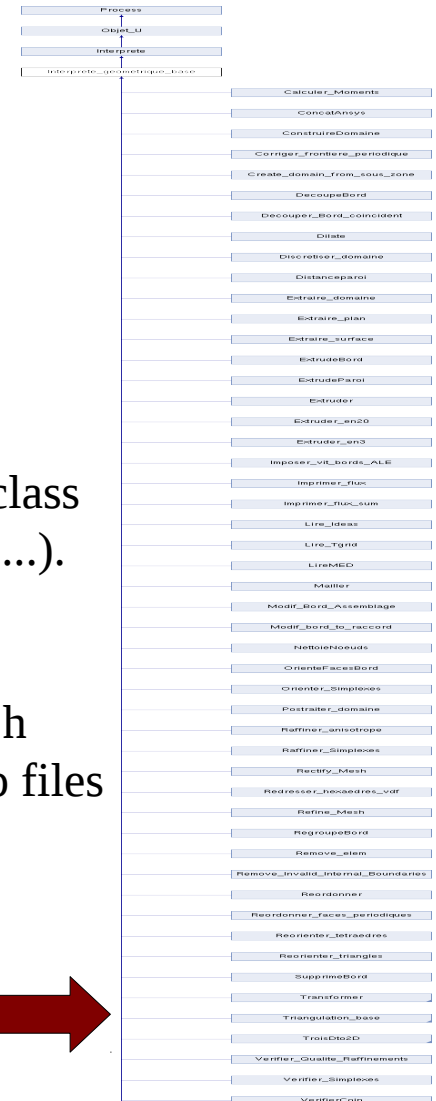 Process
Objet_U
Interprete
Interprete_geometrique_base
Calculer_Moments
ConcatAnsys
ConstruireDomaine
Corriger_frontiere_periodique
Create_domain_from_sous_zone
DecoupeBord
Decouper_Bord_coincident
Dilate
Discretiser_domaine
Distanceparoi
Extraire_domaine
Extraire_plan
Extraire_surface
ExtrudeBord
ExtrudeParoi
Extruder
Extruder_en20
Extruder_en3
Imposer_vit_bords_ALE
Imprimer_flux
class
Imprimer_flux_sum
Lire_Ideas
...).
Lire_Tgrid
LireMED
Mailler
Modif_Bord_Assemblage
Modif_bord_to_raccord
NettoieNoeuds
OrienteFacesBord
Orienter_Simplexes
Postraiter_domaine
h
Raffiner_anisotrope
Raffiner_Simplexes
Rectify_Mesh
files
Redresser_hexaedres_vdf
Refine_Mesh
RegroupeBord
Remove_elem
Remove_Invalid_Internal_Boundaries
Reordonner
Reordonner_faces_periodiques
Reorienter_tetraedres
Reorienter_triangles
SupprimeBord
Transformer
Triangulation_base
TroisDto2D
Verifier_Qualite_Raffinements
Verifier_Simplexes
VerifierCoin